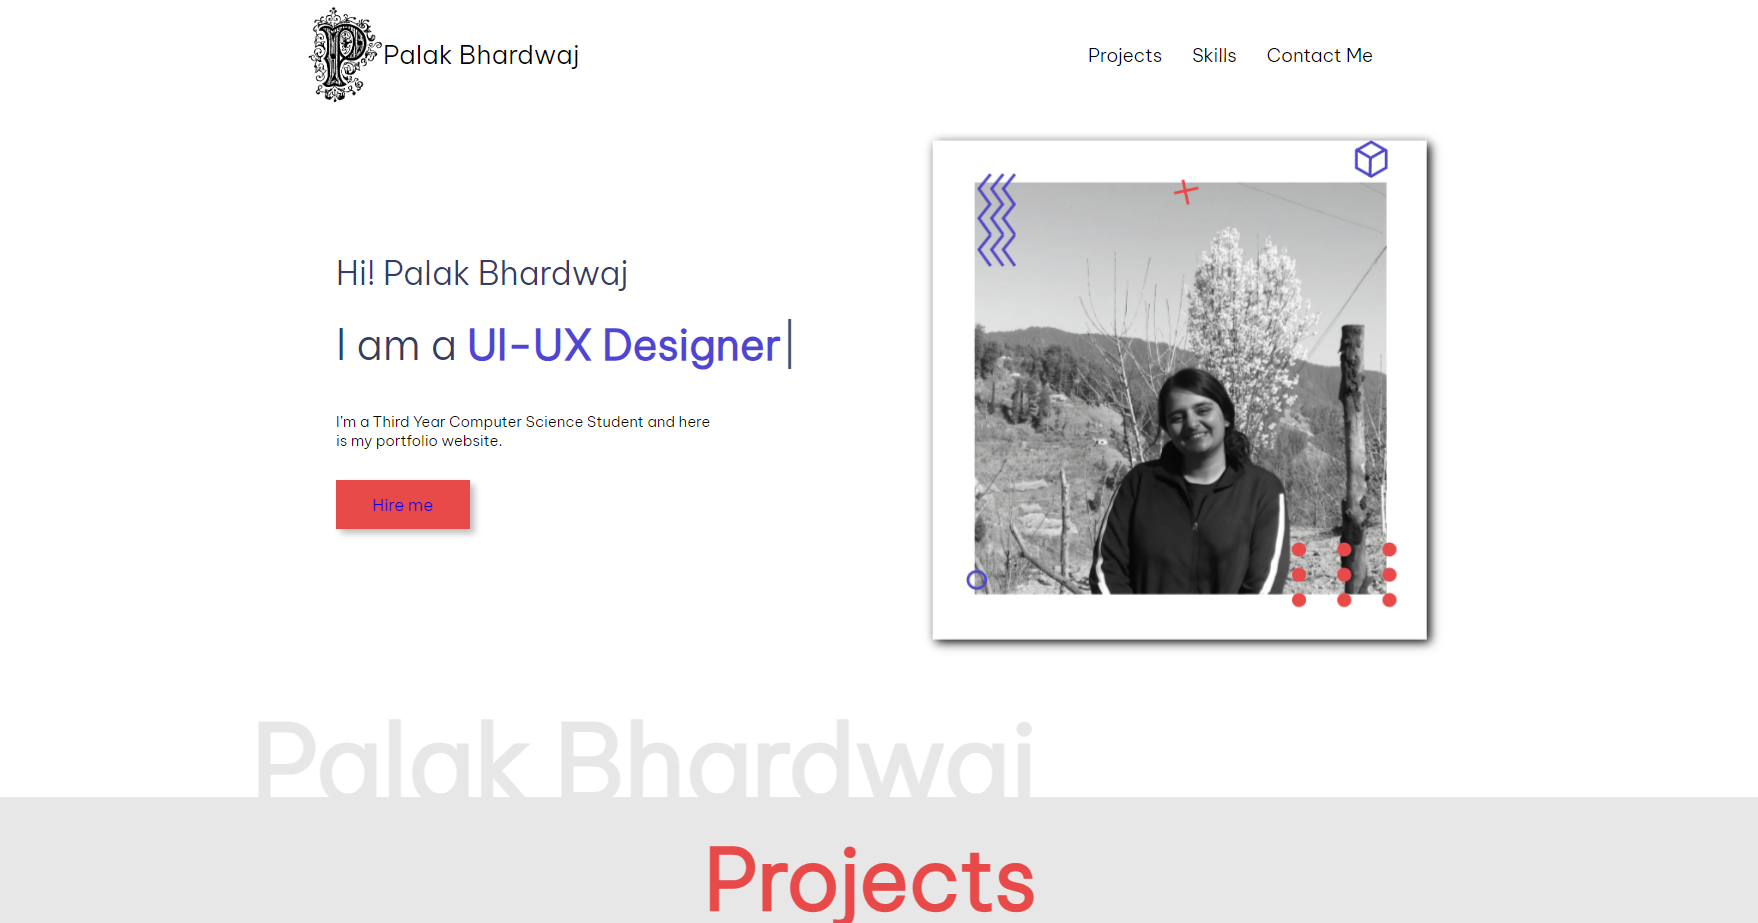 P
Palak Bhardwaj
Projects
Skills
Contact Me
Hi! Palak Bhardwaj
I am a UI-UX Designer
I'm a Third Year Computer Science Student and here
is my portfolio website.
Hire me
Palak Bhardwaj
Projects